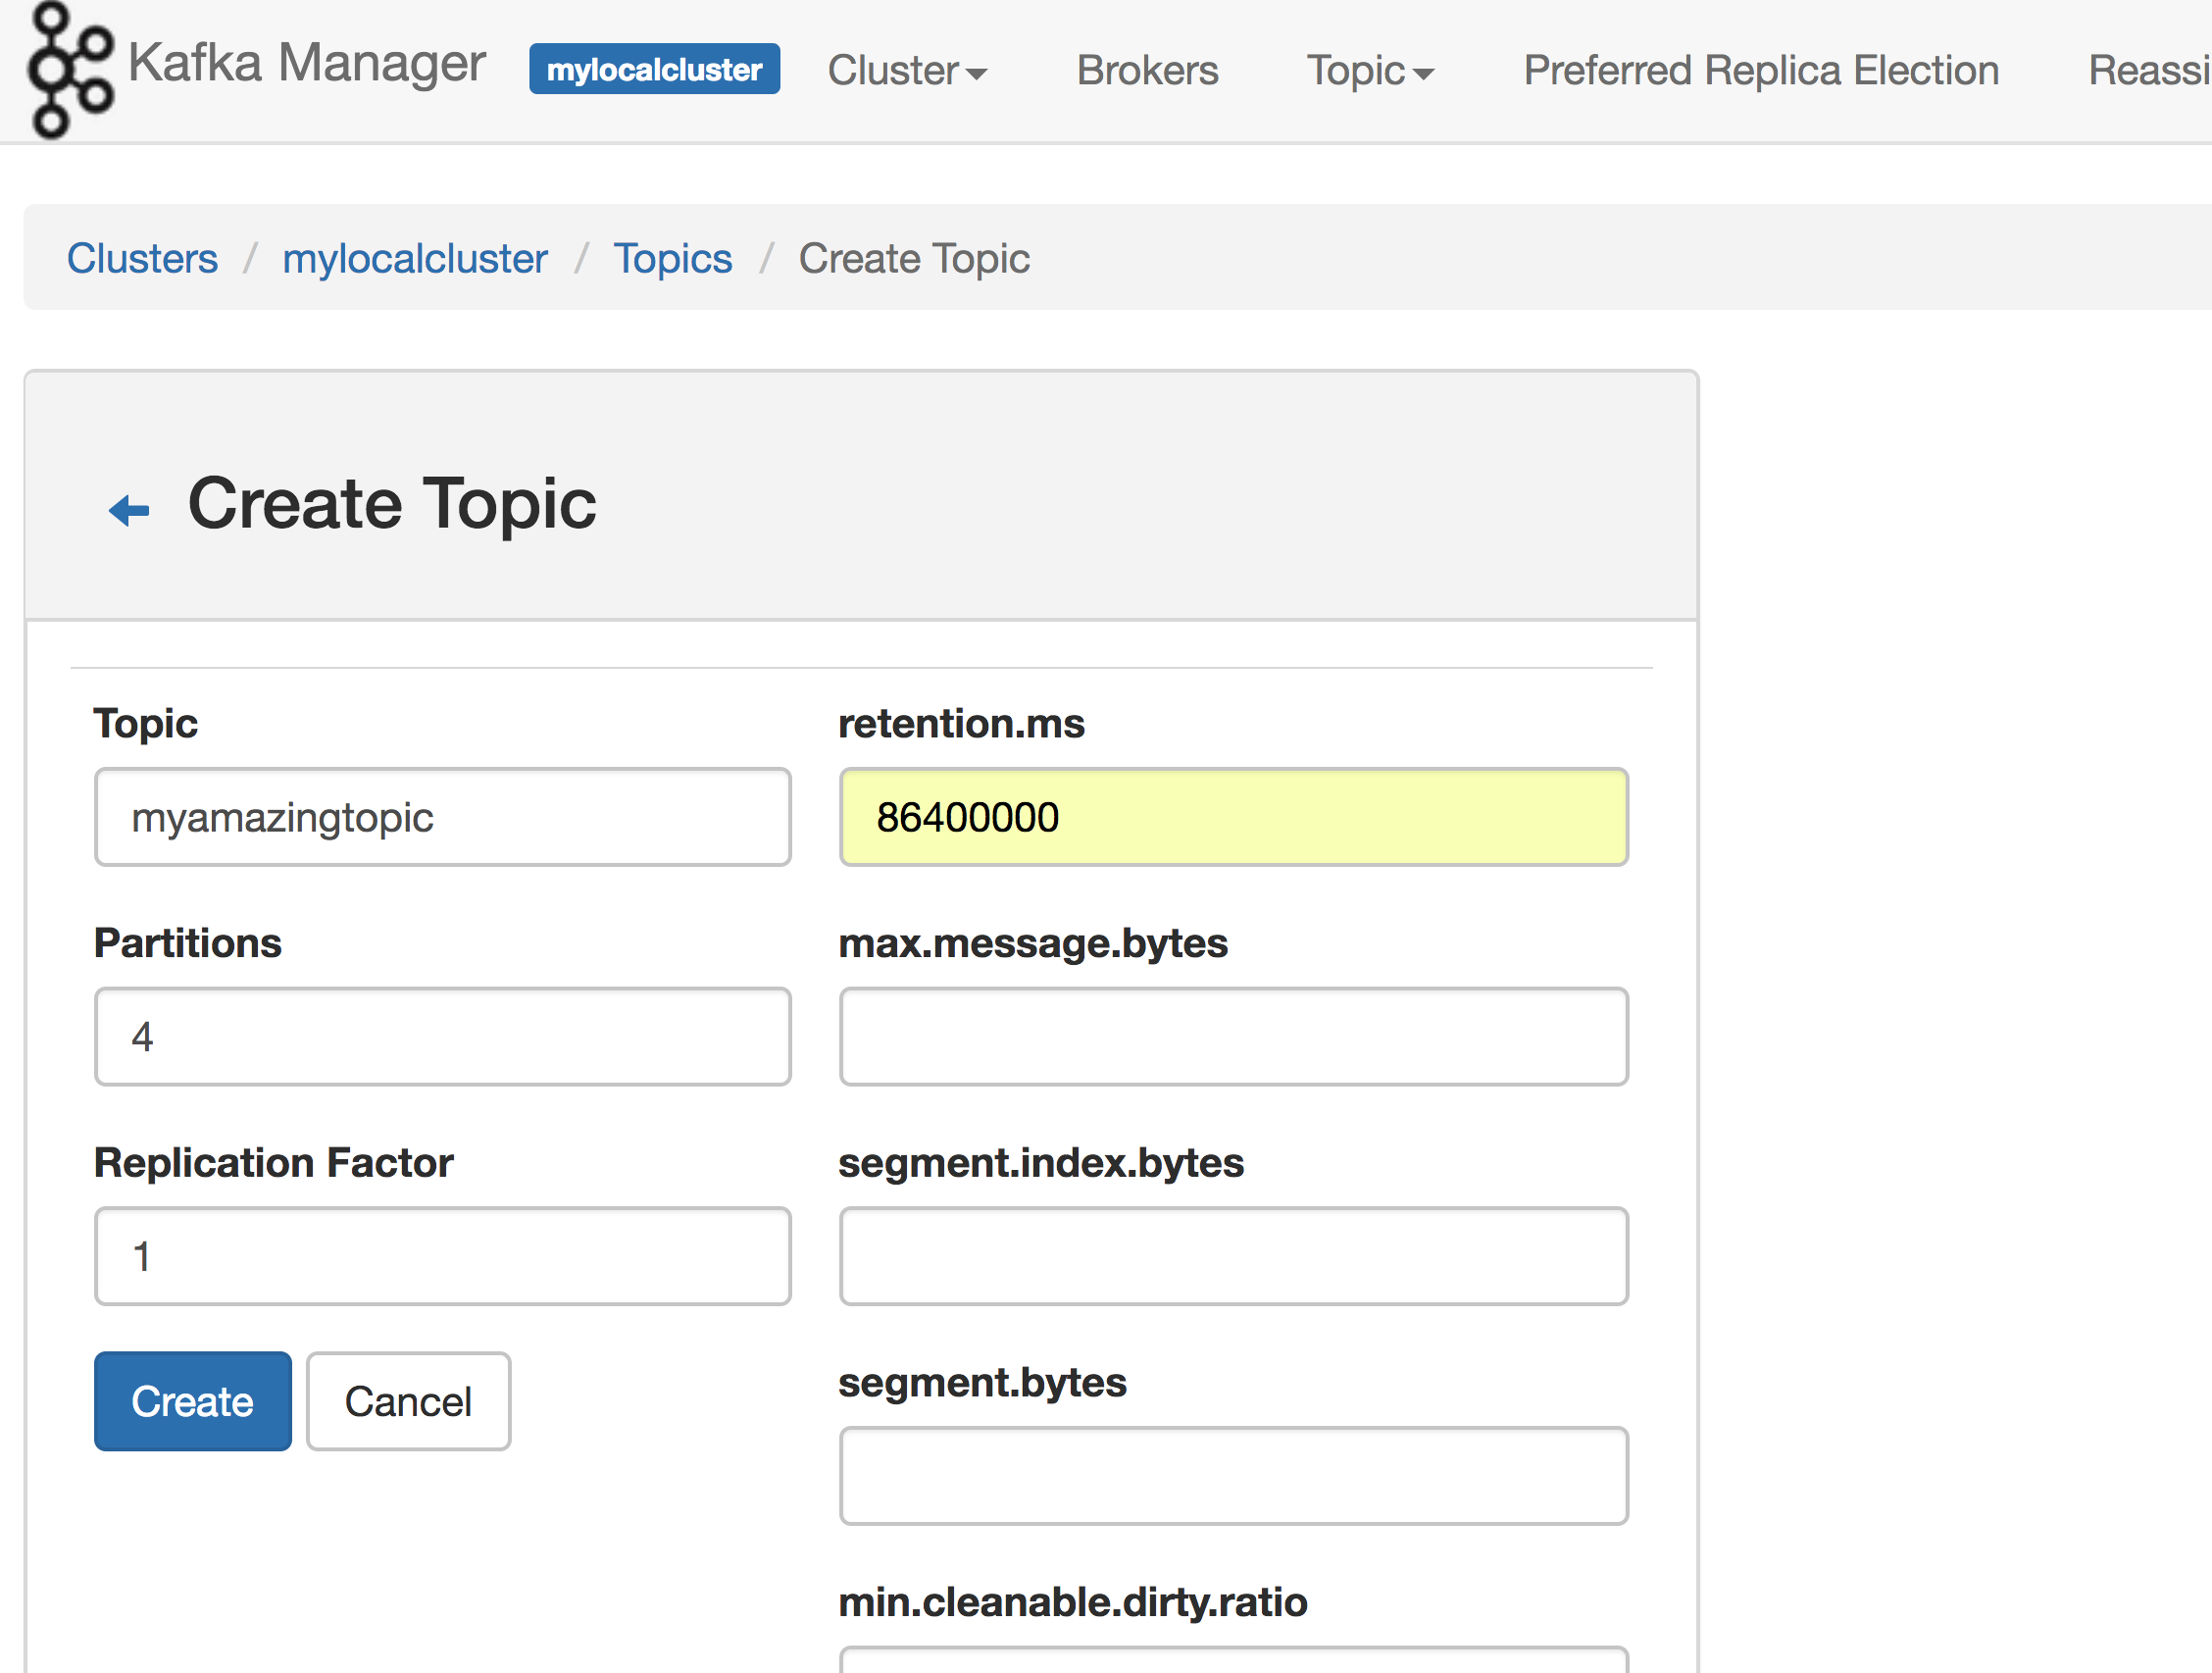 Kafka Manager mylocalcluster Cluster Brokers Topic Preferred Replica Election Reassi
Clusters / mylocalcluster / Topics / Create Topic
Create Topic
Topic
myamazingtopic
Partitions
4
Replication Factor
1
Create Cancel
retention.ms
86400000
max.message.bytes
segment.index.bytes
segment.bytes
min.cleanable.dirty.ratio